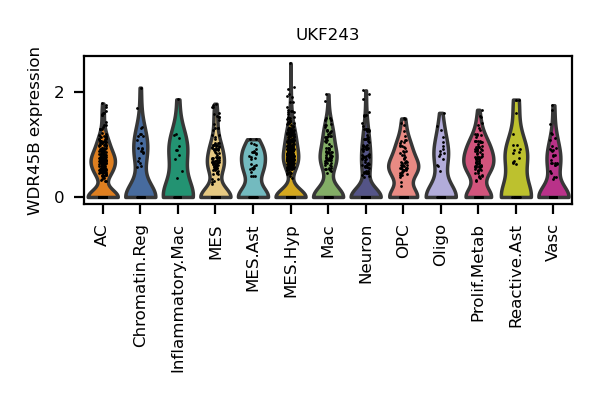 UKF243
WDR45B expression
2
0
AC
Chromatin.Reg
Inflammatory.Mac
MES
MES.Ast
MES.Hyp
Mac
Neuron
OPC
Oligo
Prolif.Metab
Reactive.Ast
Vasc